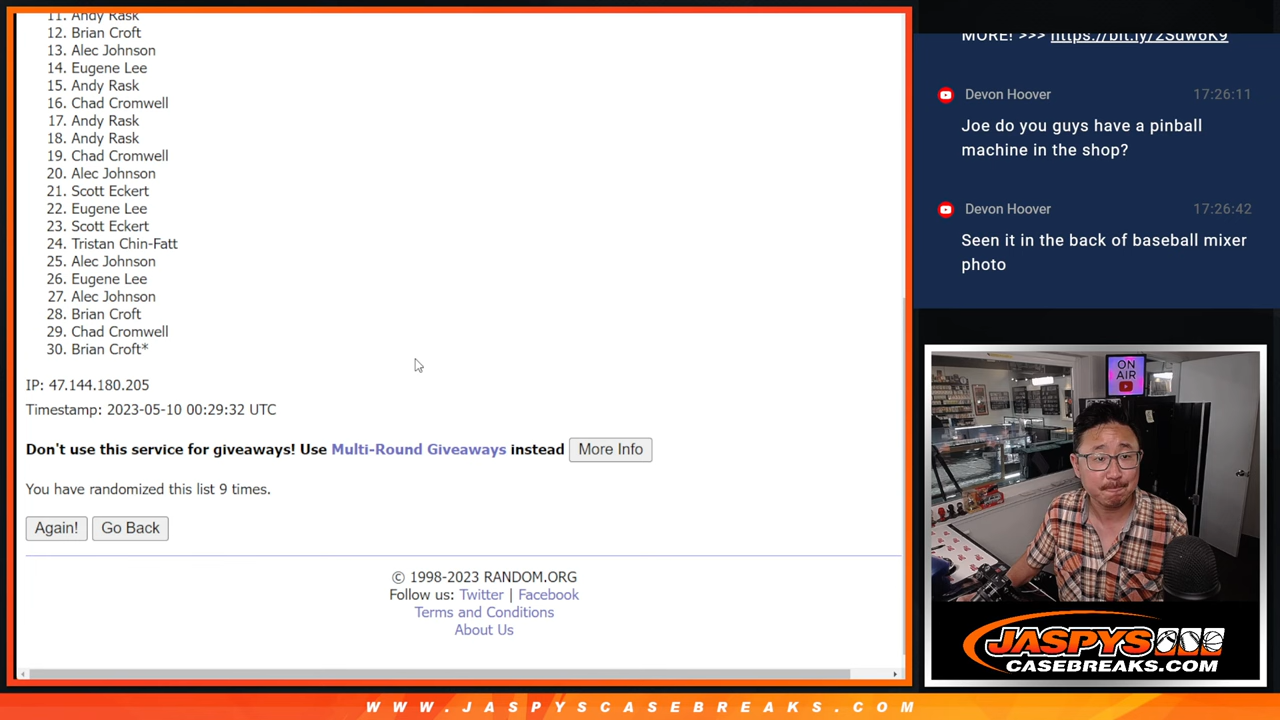 11. Andy Rask
12. Brian Croft
13. Alec Johnson
14. Eugene Lee
15. Andy Rask
16. Chad Cromwell
17. Andy Rask
18. Andy Rask
19. Chad Cromwell
20. Alec Johnson
21. Scott Eckert
22. Eugene Lee
23. Scott Eckert
24. Tristan Chin-Fatt
25. Alec Johnson
26. Eugene Lee
27. Alec Johnson
28. Brian Croft
29. Chad Cromwell
30. Brian Croft*
IP: 47.144.180.205
Timestamp: 2023-05-10 00:29:32 UTC
Don't use this service for giveaways! Use Multi-Round Giveaways instead More Info
You have randomized this list 9 times.
Again! Go Back
© 1998-2023 RANDOM.ORG
Follow us: Twitter | Facebook
Terms and Conditions
About Us
MORE! >>> https://bit.ly/2Sdw6K9
Devon Hoover 17:26:11
Joe do you guys have a pinball
machine in the shop?
Devon Hoover 17:26:42
Seen it in the back of baseball mixer
photo
ON
AIR
JASPYS
CASEBREAKS.COM
WWW.JASPYSCASEBREAKS.COM